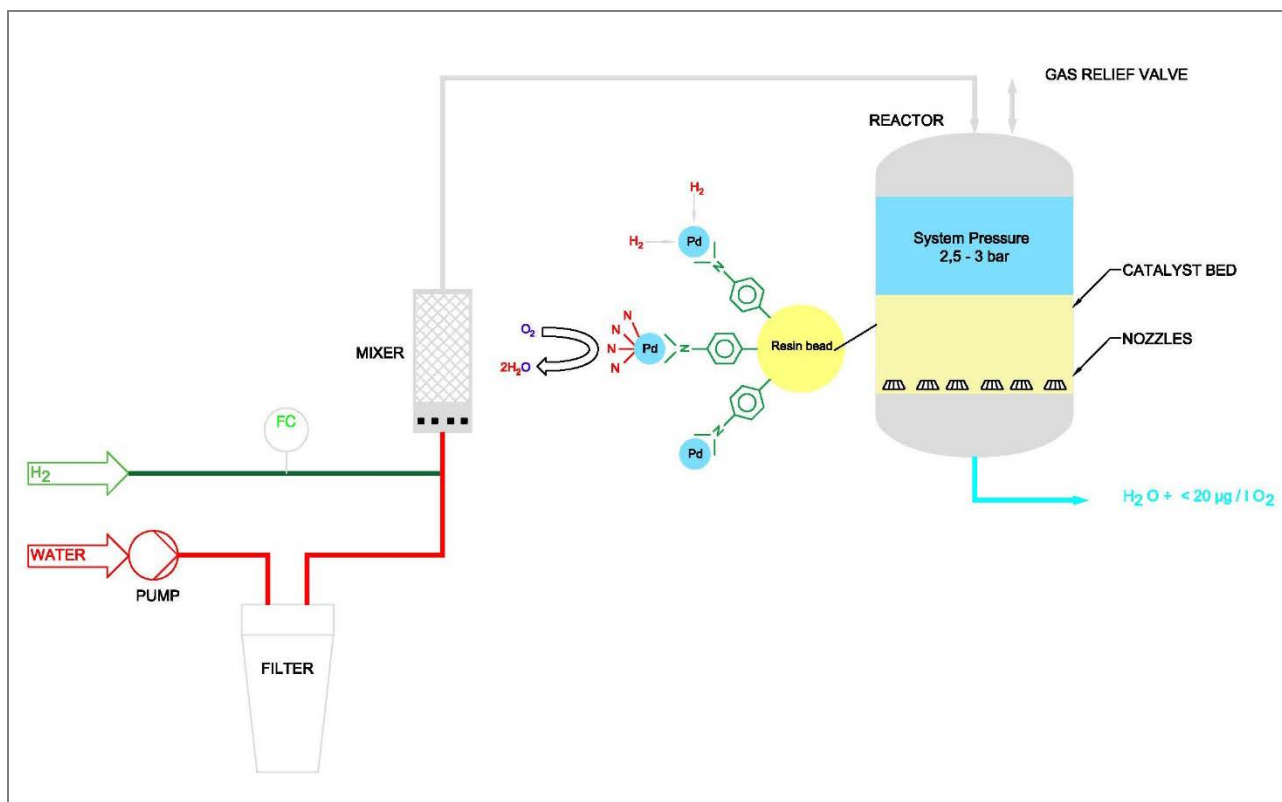 GAS RELIEF VALVE
REACTOR
H2
H2
Pd
N
System Pressure
2,5 - 3 bar
CATALYST BED
NOZZLES
MIXER
O2
2H2O
N
N
N
N
Pd
N
Resin bead
N
Pd
FC
H2
H2O + < 20 µg / l O2
WATER
PUMP
FILTER